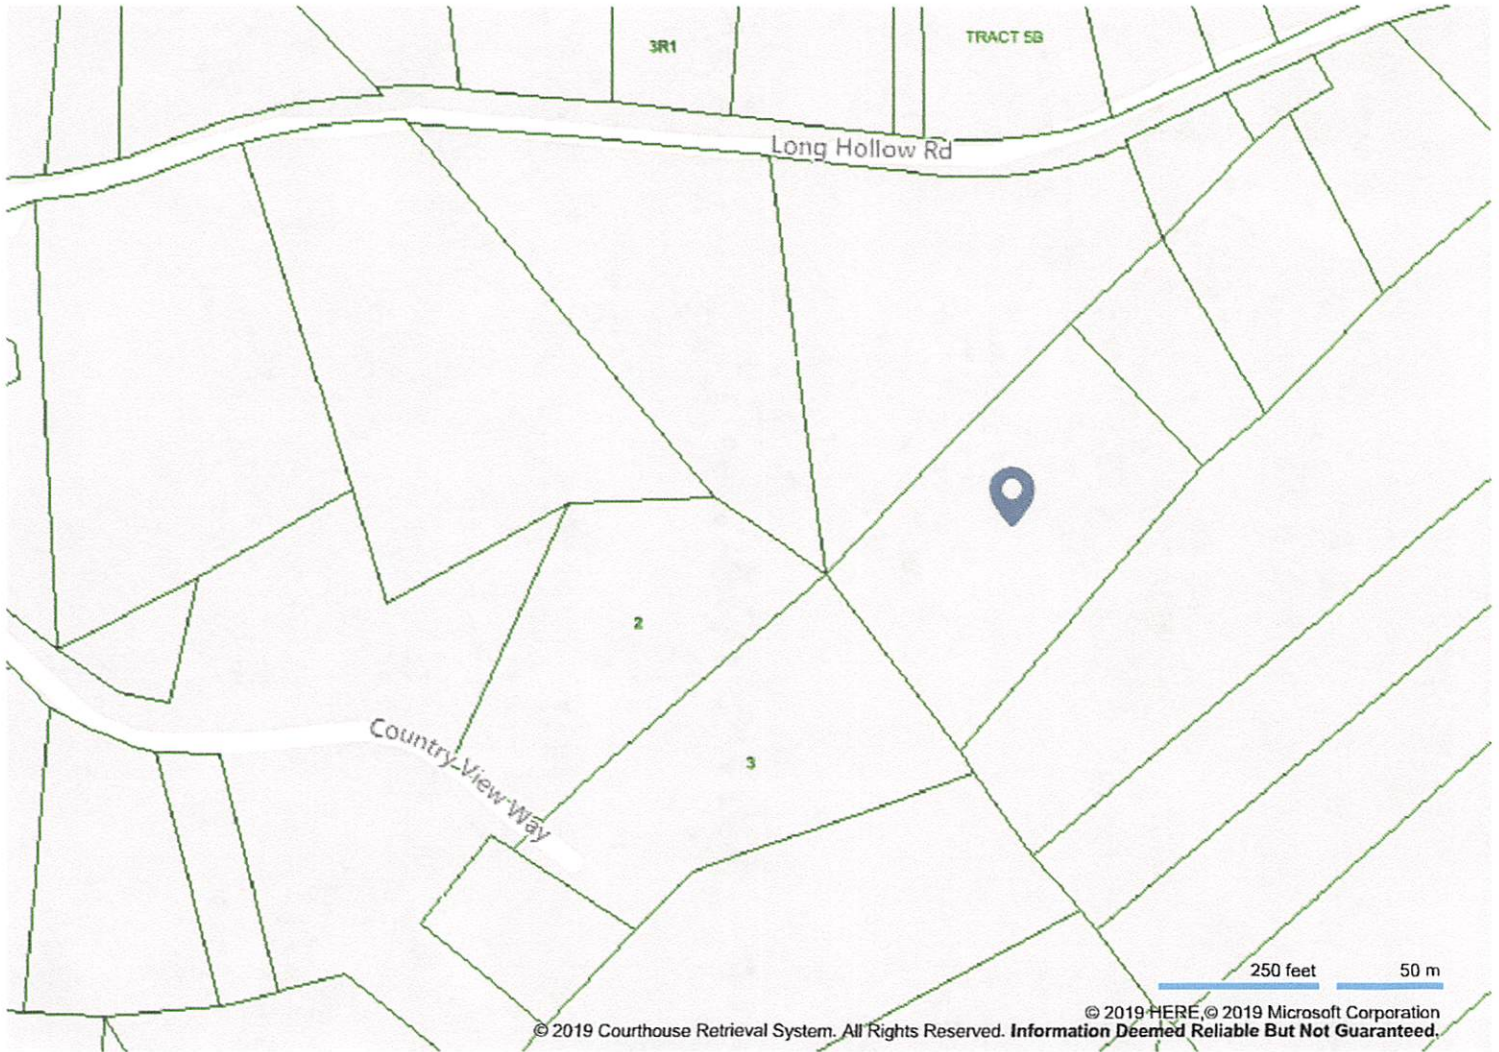 3R1
TRACT 5B
Long Hollow Rd
2
3
Country View Way
250 feet
50 m
© 2019 HERE, © 2019 Microsoft Corporation
© 2019 Courthouse Retrieval System. All Rights Reserved. Information Deemed Reliable But Not Guaranteed.